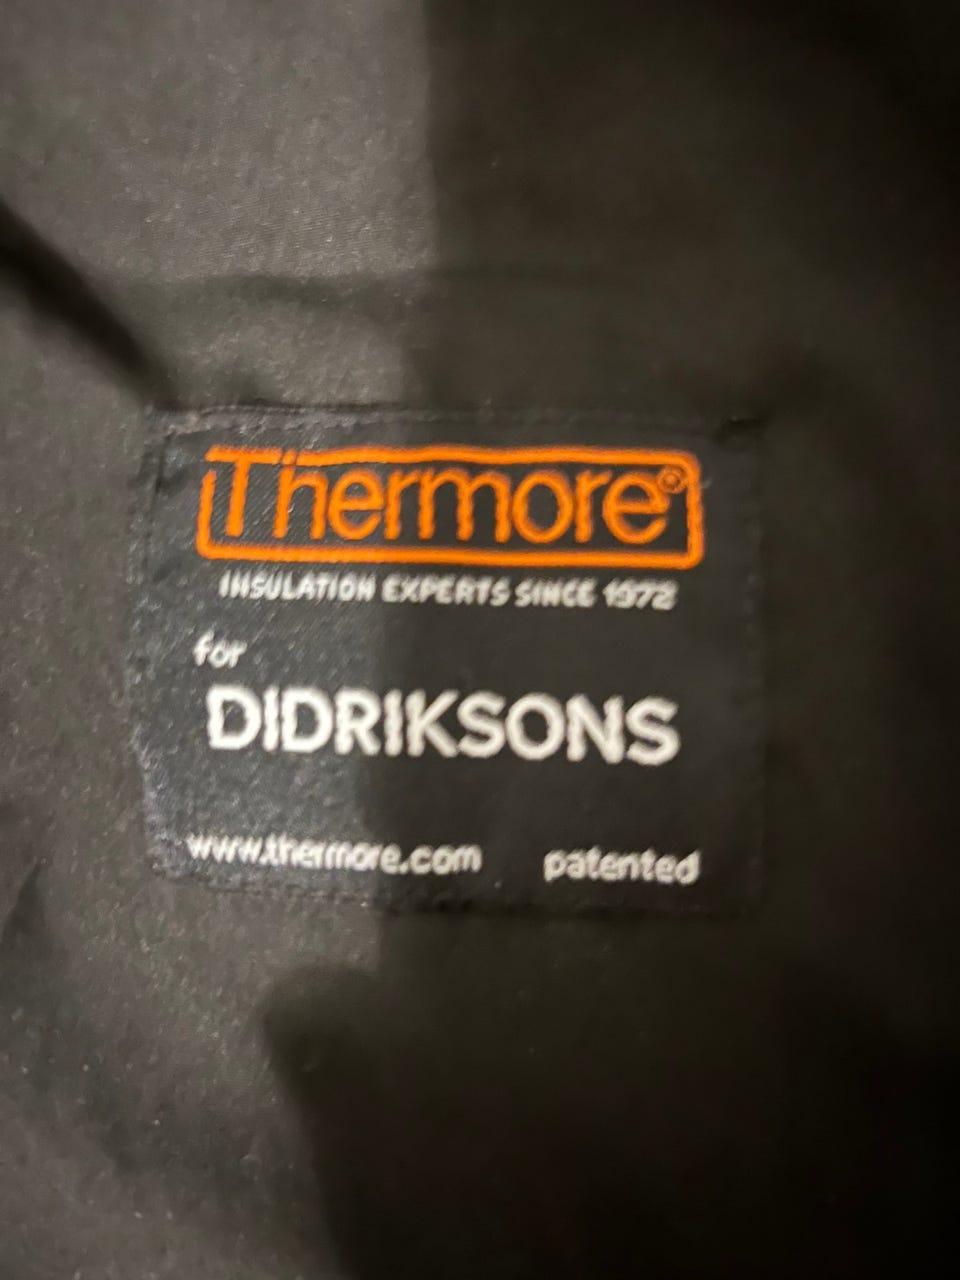 Thermore®
INSULATION EXPERTS SINCE 1972
for
DIDRIKSONS
www.thermore.com patented